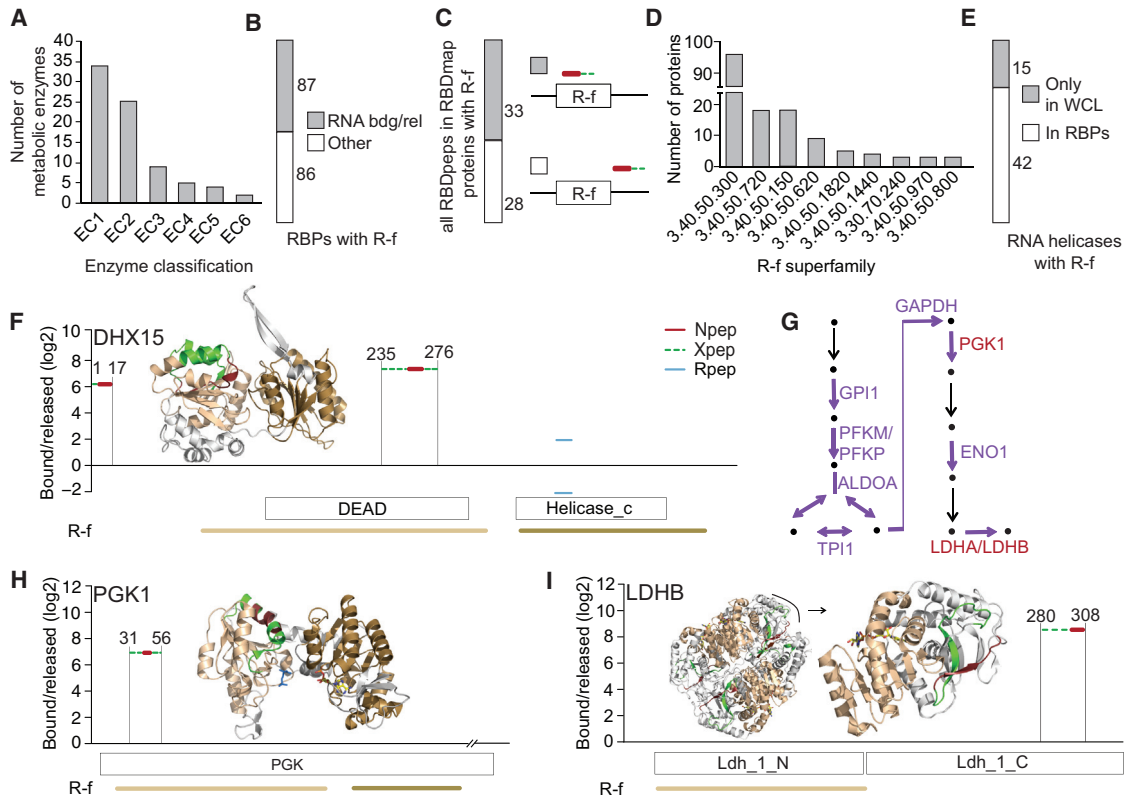 A
Number of
metabolic enzymes
40
35
30
25
20
15
10
5
0
EC1
EC2
EC3
EC4
EC5
EC6
Enzyme classification
B
87
86
RNA bdg/rel
Other
RBPs with R-f
C
all RBDpeps in RBDmap
proteins with R-f
33
28
R-f
R-f
D
Number of proteins
100
90
20
10
0
3.40.50.300
3.40.50.720
3.40.50.150
3.40.50.620
3.40.50.1820
3.40.50.1440
3.30.70.240
3.40.50.970
3.40.50.800
R-f superfamily
E
15
42
Only
in WCL
In RBPs
RNA helicases
with R-f
F
DHX15
Bound/released (log2)
10
8
6
4
2
0
−2
1 17
235
276
Npep
Xpep
Rpep
DEAD
Helicase_c
R-f
G
GPI1
PFKM/
PFKP
ALDOA
TPI1
GAPDH
PGK1
ENO1
LDHA/LDHB
H
PGK1
Bound/released (log2)
12
10
8
6
4
2
0
31
56
PGK
R-f
I
LDHB
Bound/released (log2)
12
10
8
6
4
2
0
280
308
Ldh_1_N
Ldh_1_C
R-f